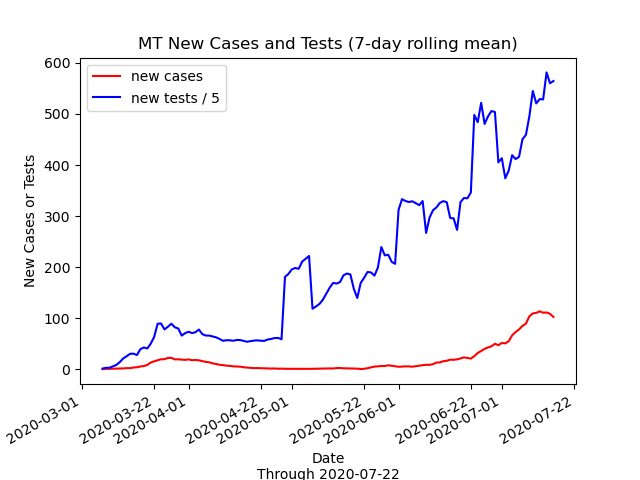 MT New Cases and Tests (7-day rolling mean)
new cases
new tests / 5
600
500
400
300
200
100
0
New Cases or Tests
2020-03-01
2020-03-22
2020-04-01
2020-04-22
2020-05-01
2020-05-22
2020-06-01
2020-06-22
2020-07-01
2020-07-22
Date
Through 2020-07-22